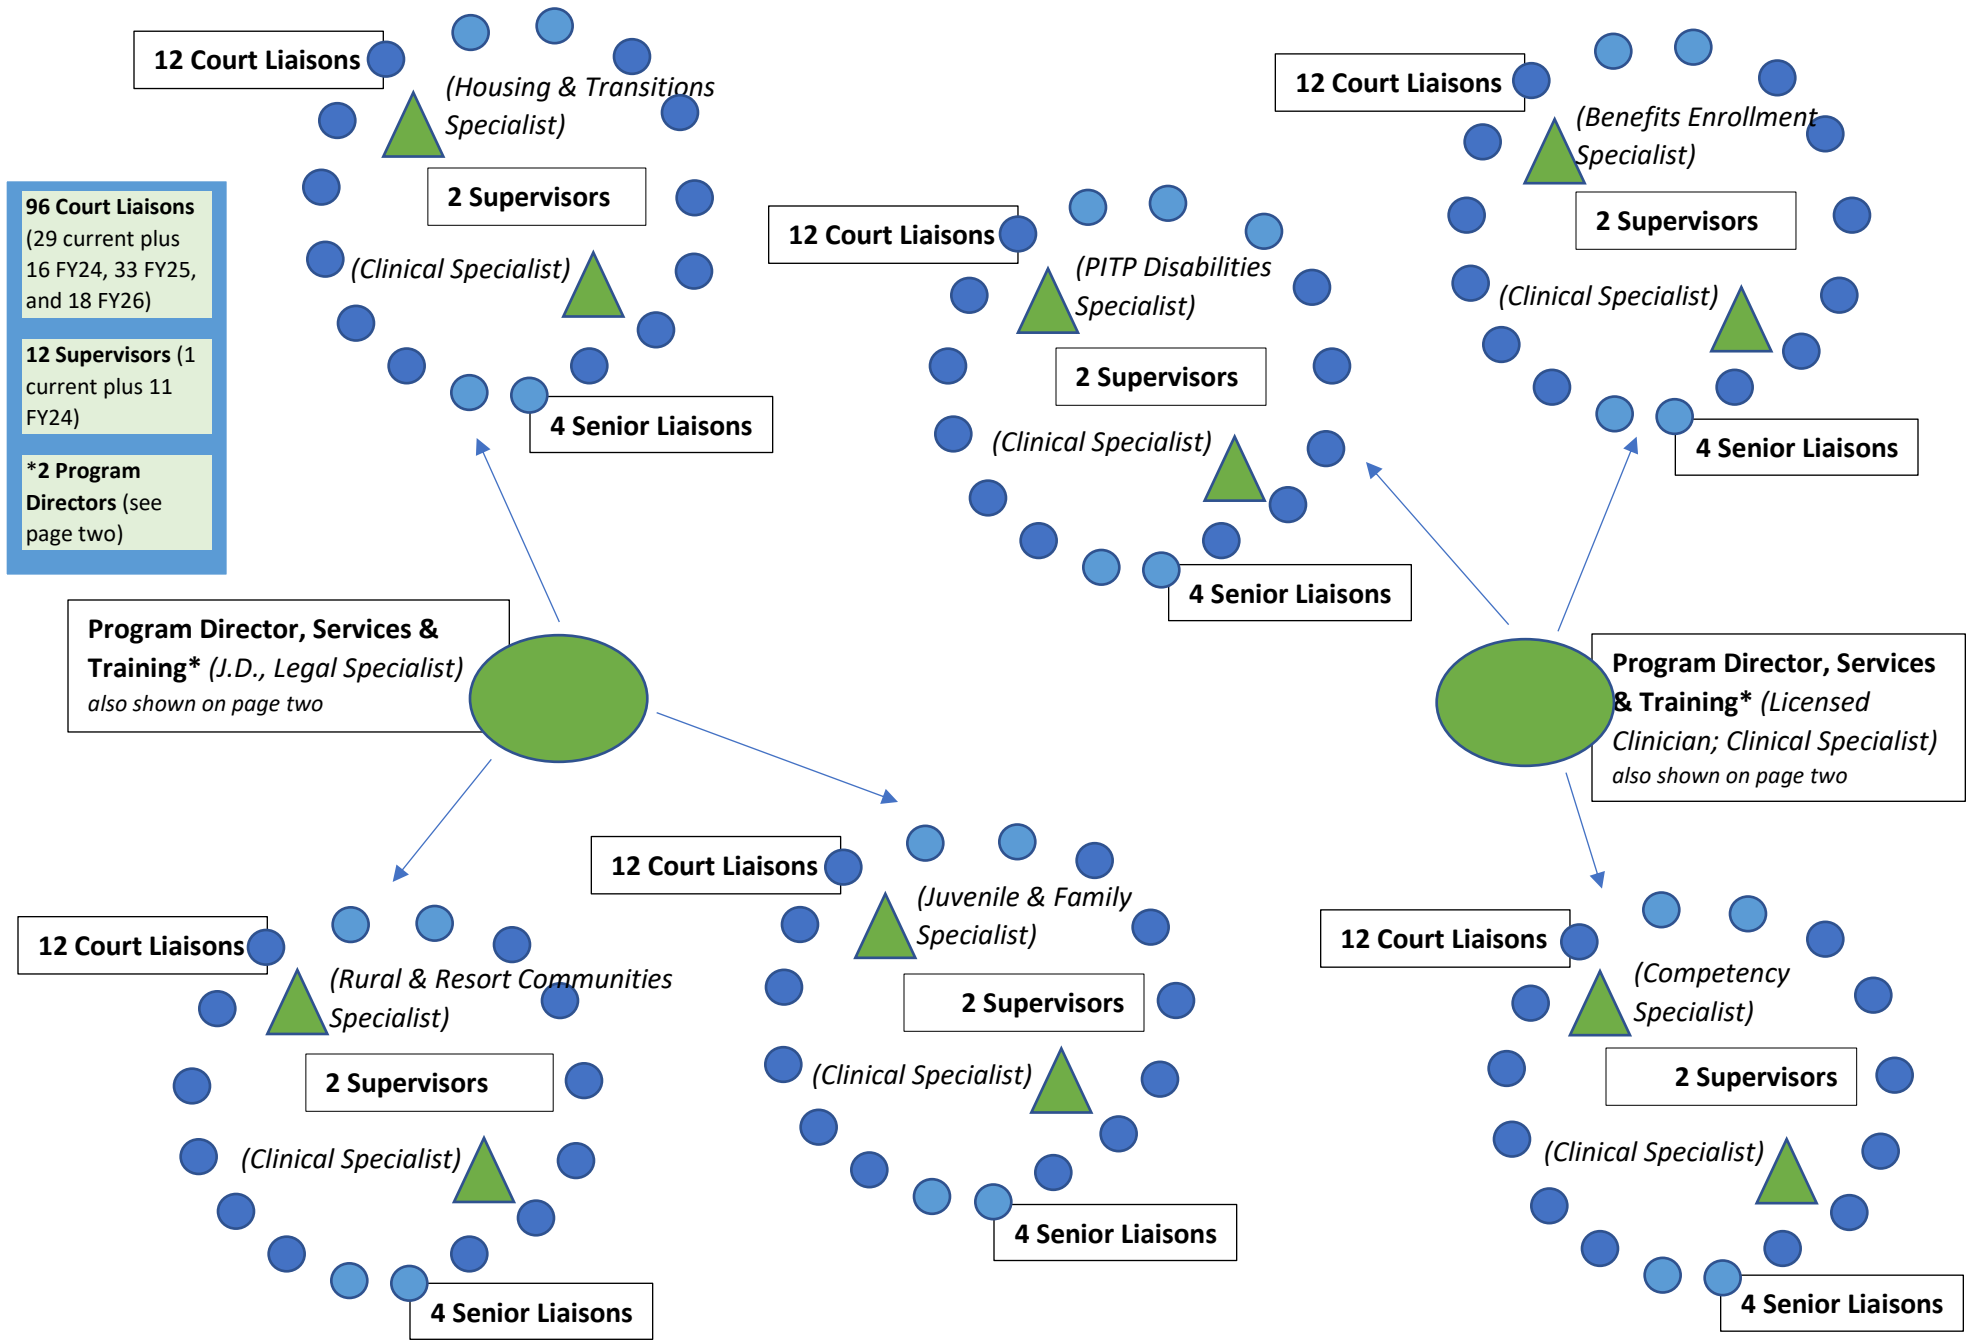 12 Court Liaisons
(Housing & Transitions
Specialist)
2 Supervisors
(Clinical Specialist)
4 Senior Liaisons
12 Court Liaisons
(PITP Disabilities
Specialist)
2 Supervisors
(Clinical Specialist)
4 Senior Liaisons
12 Court Liaisons
(Benefits Enrollment
Specialist)
2 Supervisors
(Clinical Specialist)
4 Senior Liaisons
96 Court Liaisons
(29 current plus
16 FY24, 33 FY25,
and 18 FY26)
12 Supervisors (1
current plus 11
FY24)
*2 Program
Directors (see
page two)
Program Director, Services &
Training* (J.D., Legal Specialist)
also shown on page two
Program Director, Services
& Training* (Licensed
Clinician; Clinical Specialist)
also shown on page two
12 Court Liaisons
(Rural & Resort Communities
Specialist)
2 Supervisors
(Clinical Specialist)
4 Senior Liaisons
12 Court Liaisons
(Juvenile & Family
Specialist)
2 Supervisors
(Clinical Specialist)
4 Senior Liaisons
12 Court Liaisons
(Competency
Specialist)
2 Supervisors
(Clinical Specialist)
4 Senior Liaisons